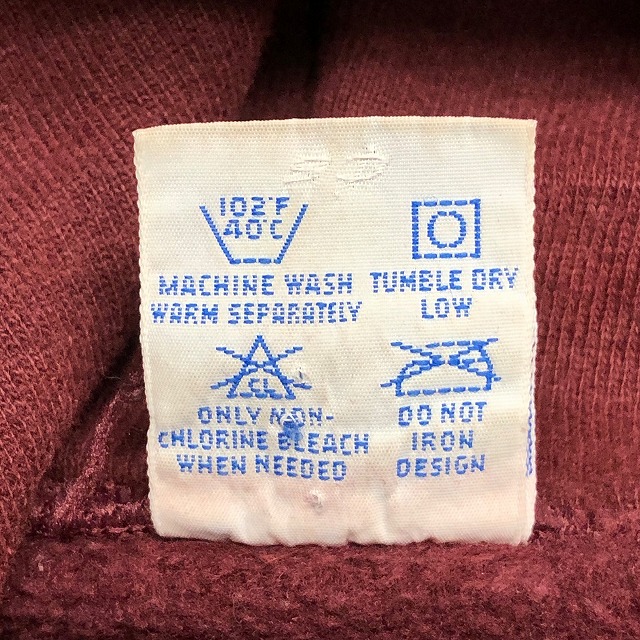 102°F
40°C
MACHINE WASH
WARM SEPARATELY
TUMBLE DRY
LOW
CL
ONLY NON-
CHLORINE BLEACH
WHEN NEEDED
DO NOT
IRON
DESIGN